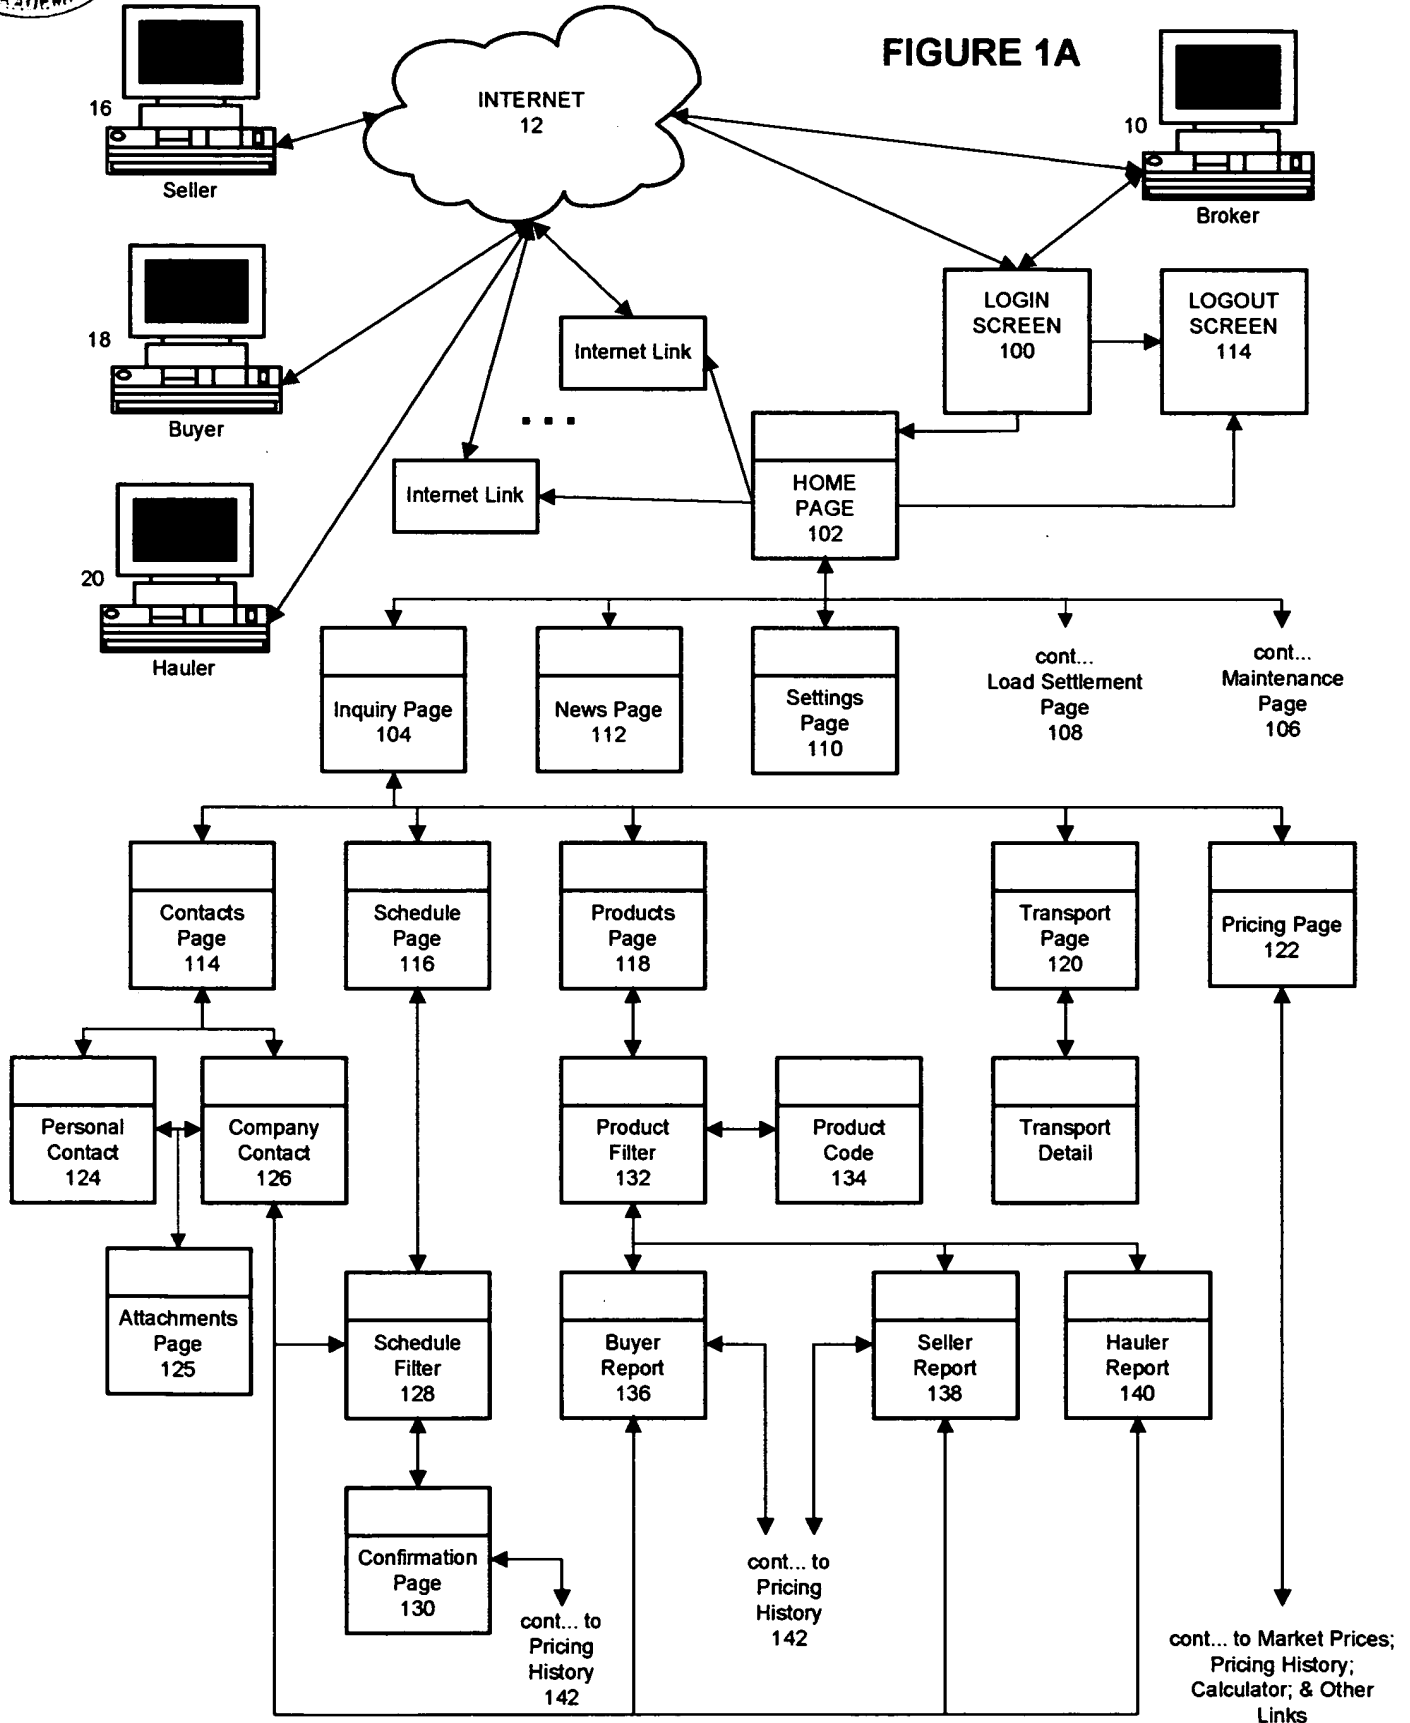 FIGURE 1A
INTERNET
12
16
Seller
10
Broker
18
Buyer
LOGIN
SCREEN
100
LOGOUT
SCREEN
114
Internet Link
. . .
Internet Link
HOME
PAGE
102
20
Hauler
Inquiry Page
104
News Page
112
Settings
Page
110
cont...
Load Settlement
Page
108
cont...
Maintenance
Page
106
Contacts
Page
114
Schedule
Page
116
Products
Page
118
Transport
Page
120
Pricing Page
122
Personal
Contact
124
Company
Contact
126
Product
Filter
132
Product
Code
134
Transport
Detail
Attachments
Page
125
Schedule
Filter
128
Buyer
Report
136
Seller
Report
138
Hauler
Report
140
Confirmation
Page
130
cont... to
Pricing
History
142
cont... to
Pricing
History
142
cont... to Market Prices;
Pricing History;
Calculator; & Other
Links